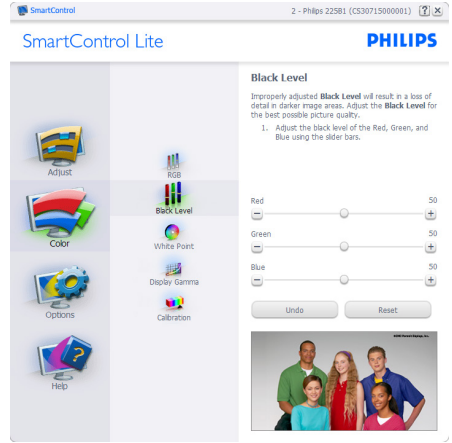 SmartControl
2 - Philips 225B1 (CS30715000001)
SmartControl Lite
PHILIPS
Adjust
Color
Options
Help
RGB
Black Level
White Point
Display Gamma
Calibration
Black Level
Improperly adjusted Black Level will result in a loss of
detail in darker image areas. Adjust the Black Level for
the best possible picture quality.
1. Adjust the black level of the Red, Green, and
Blue using the slider bars.
Red 50
Green 50
Blue 50
Undo Reset